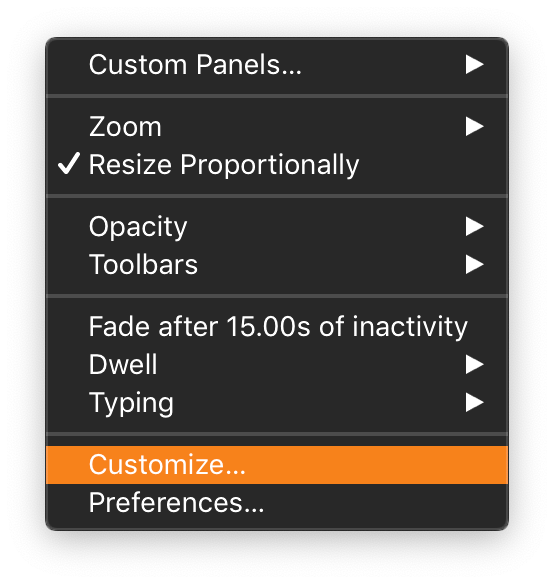 Custom Panels...
Zoom
Resize Proportionally
Opacity
Toolbars
Fade after 15.00s of inactivity
Dwell
Typing
Customize...
Preferences...